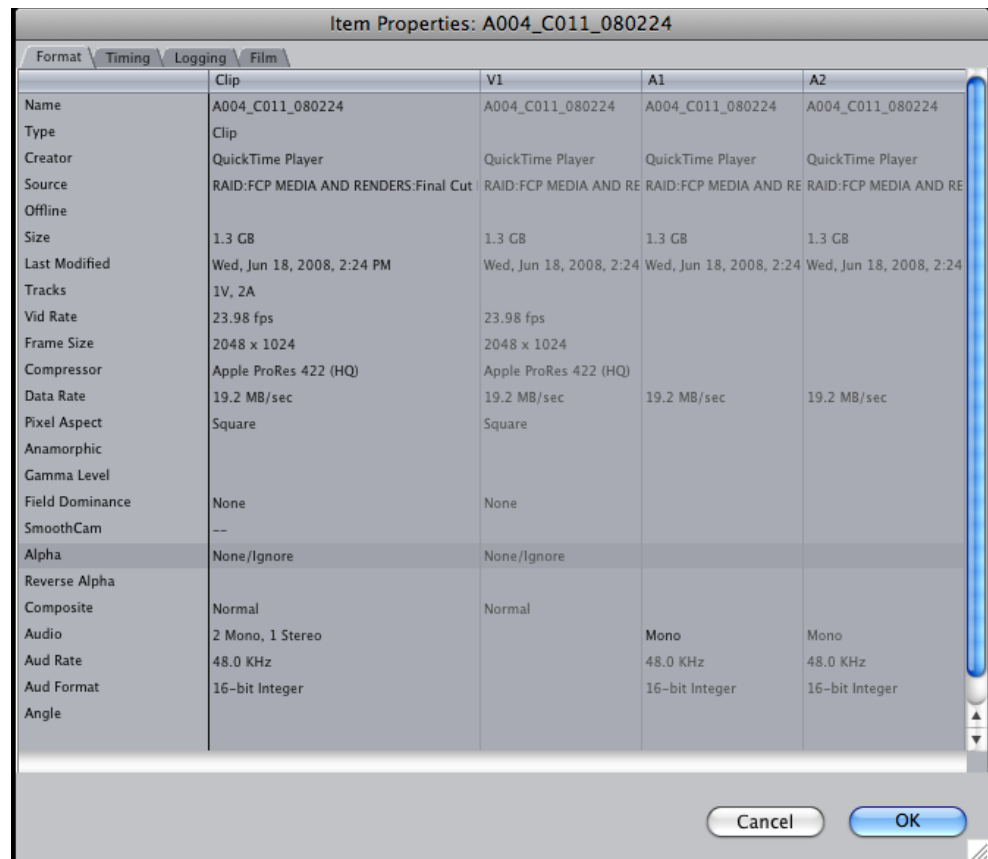 Item Properties: A004_C011_080224
Format Timing Logging Film
Clip V1 A1 A2
Name A004_C011_080224 A004_C011_080224 A004_C011_080224 A004_C011_080224
Type Clip
Creator QuickTime Player QuickTime Player QuickTime Player QuickTime Player
Source RAID:FCP MEDIA AND RENDERS:Final Cut RAID:FCP MEDIA AND RE RAID:FCP MEDIA AND RE RAID:FCP MEDIA AND RE
Offline
Size 1.3 GB 1.3 GB 1.3 GB 1.3 GB
Last Modified Wed, Jun 18, 2008, 2:24 PM Wed, Jun 18, 2008, 2:24 Wed, Jun 18, 2008, 2:24 Wed, Jun 18, 2008, 2:24
Tracks 1V, 2A
Vid Rate 23.98 fps 23.98 fps
Frame Size 2048 x 1024 2048 x 1024
Compressor Apple ProRes 422 (HQ) Apple ProRes 422 (HQ)
Data Rate 19.2 MB/sec 19.2 MB/sec 19.2 MB/sec 19.2 MB/sec
Pixel Aspect Square Square
Anamorphic
Gamma Level
Field Dominance None None
SmoothCam --
Alpha None/Ignore None/Ignore
Reverse Alpha
Composite Normal Normal
Audio 2 Mono, 1 Stereo Mono Mono
Aud Rate 48.0 KHz 48.0 KHz 48.0 KHz
Aud Format 16-bit Integer 16-bit Integer 16-bit Integer
Angle
Cancel OK